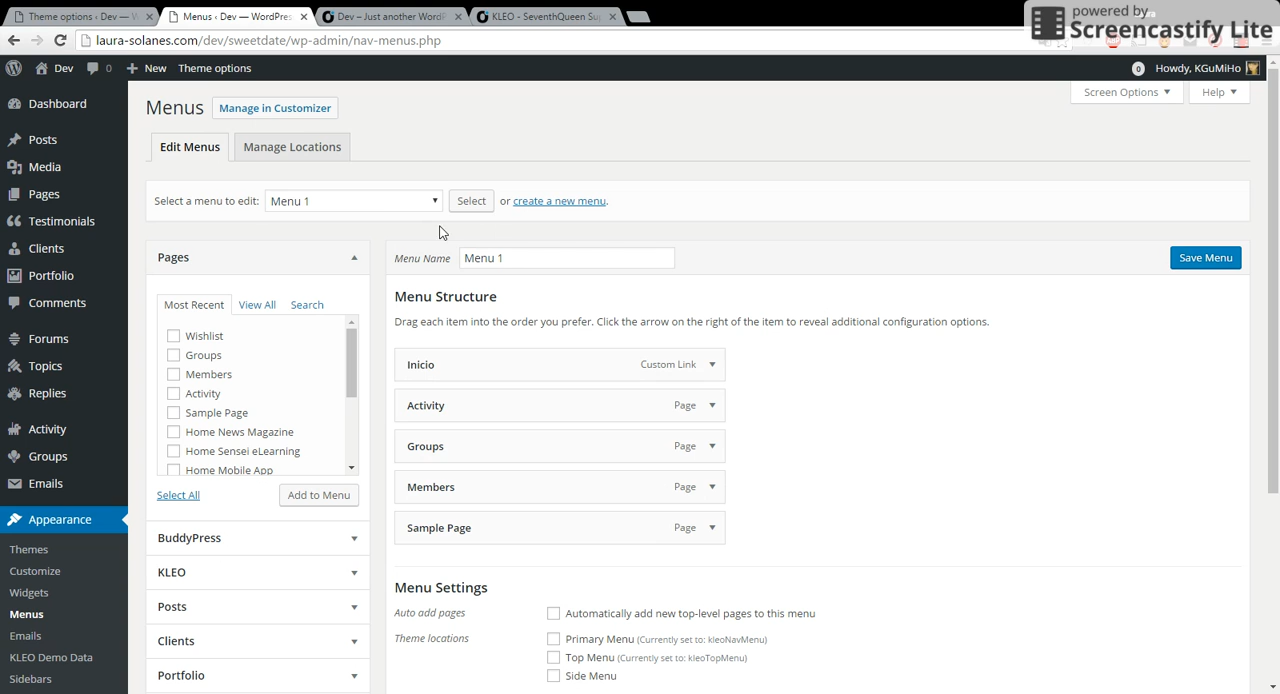 Theme options ‹ Dev — W
Menus ‹ Dev — WordPres
Dev – Just another WordP
KLEO - SeventhQueen Su
powered by
Screencastify Lite
laura-solanes.com/dev/sweetdate/wp-admin/nav-menus.php
Dev
0
New
Theme options
0
Howdy, KGuMiHo
Dashboard
Posts
Media
Pages
Testimonials
Clients
Portfolio
Comments
Forums
Topics
Replies
Activity
Groups
Emails
Appearance
Themes
Customize
Widgets
Menus
Emails
KLEO Demo Data
Sidebars
Screen Options
Help
Menus
Manage in Customizer
Edit Menus
Manage Locations
Select a menu to edit:
Menu 1
Select
or create a new menu.
Pages
Most Recent
View All
Search
Wishlist
Groups
Members
Activity
Sample Page
Home News Magazine
Home Sensei eLearning
Home Mobile App
Select All
Add to Menu
BuddyPress
KLEO
Posts
Clients
Portfolio
Menu Name
Menu 1
Save Menu
Menu Structure
Drag each item into the order you prefer. Click the arrow on the right of the item to reveal additional configuration options.
Inicio
Custom Link
Activity
Page
Groups
Page
Members
Page
Sample Page
Page
Menu Settings
Auto add pages
Automatically add new top-level pages to this menu
Theme locations
Primary Menu (Currently set to: kleoNavMenu)
Top Menu (Currently set to: kleoTopMenu)
Side Menu